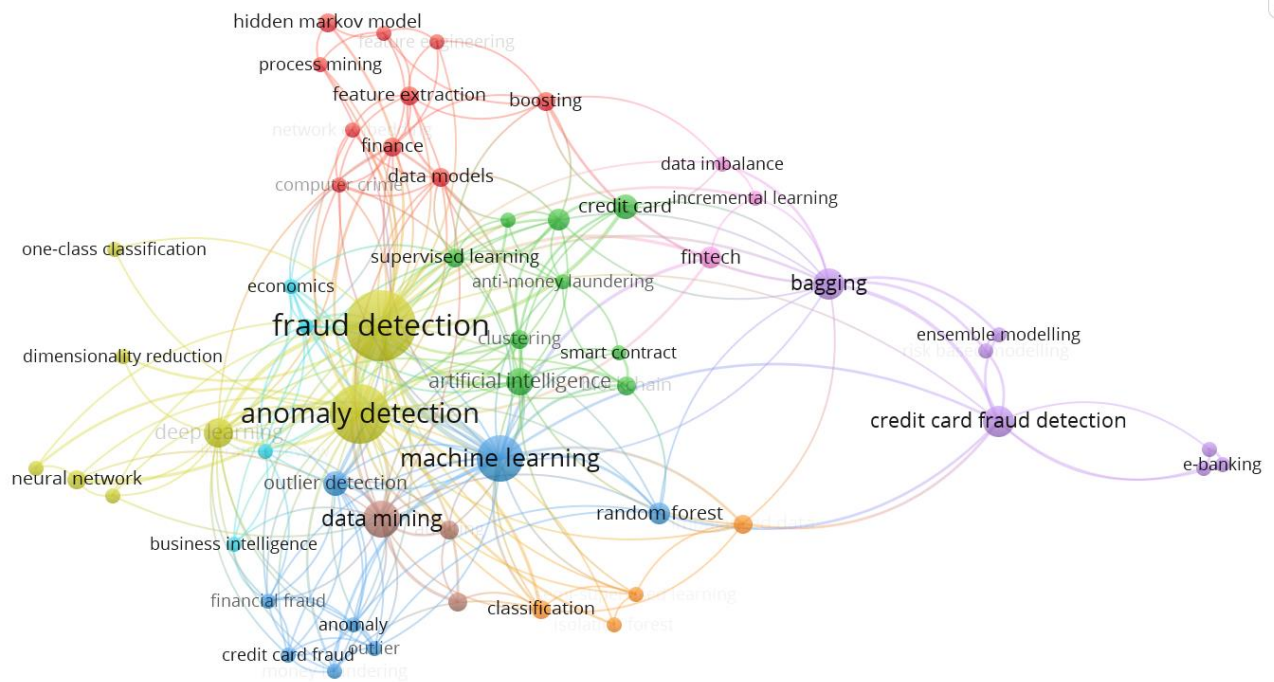 hidden markov model
feature engineering
process mining
feature extraction
boosting
finance
data imbalance
computer crime
data models
credit card
incremental learning
one-class classification
supervised learning
fintech
anti-money laundering
economics
bagging
fraud detection
ensemble modelling
clustering
smart contract
risk based modelling
dimensionality reduction
artificial intelligence
anomaly detection
credit card fraud detection
deep learning
machine learning
e-banking
neural network
outlier detection
random forest
data mining
business intelligence
financial fraud
classification
isolation forest
anomaly
outlier
credit card fraud